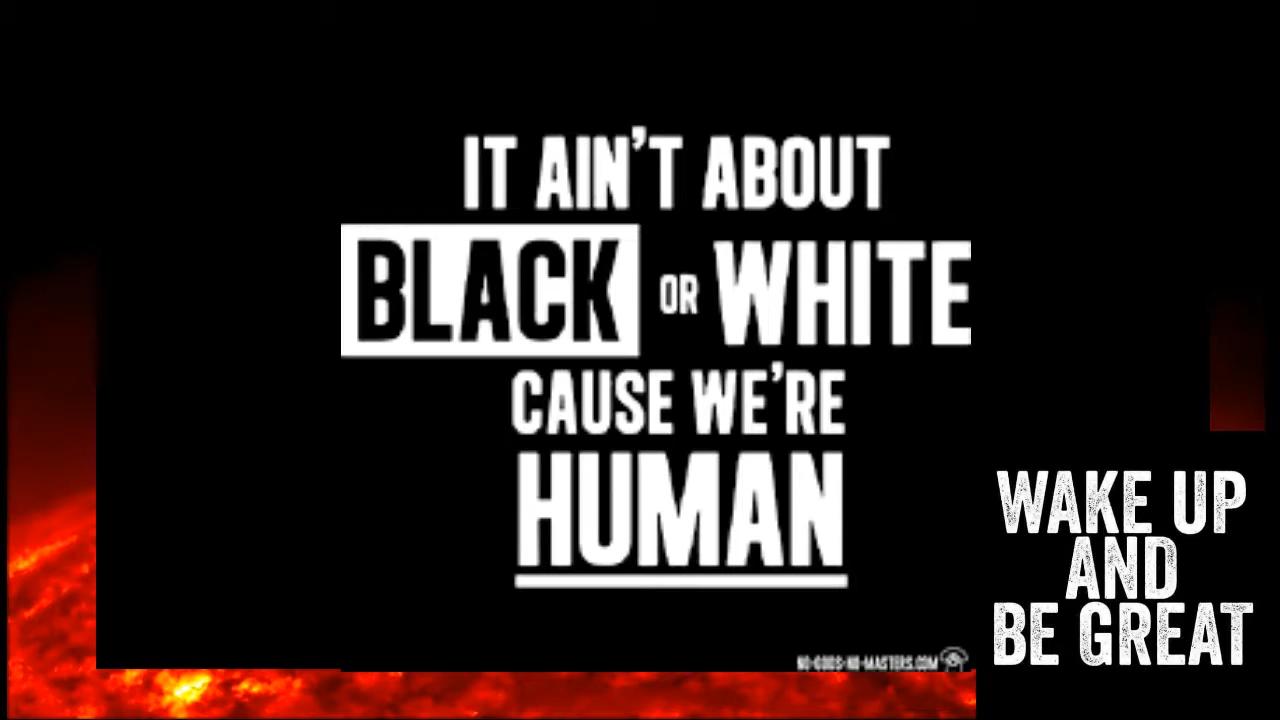 IT AIN'T ABOUT
BLACK OR WHITE
CAUSE WE'RE
HUMAN
NO-GODS-NO-MASTERS.COM
WAKE UP
AND
BE GREAT